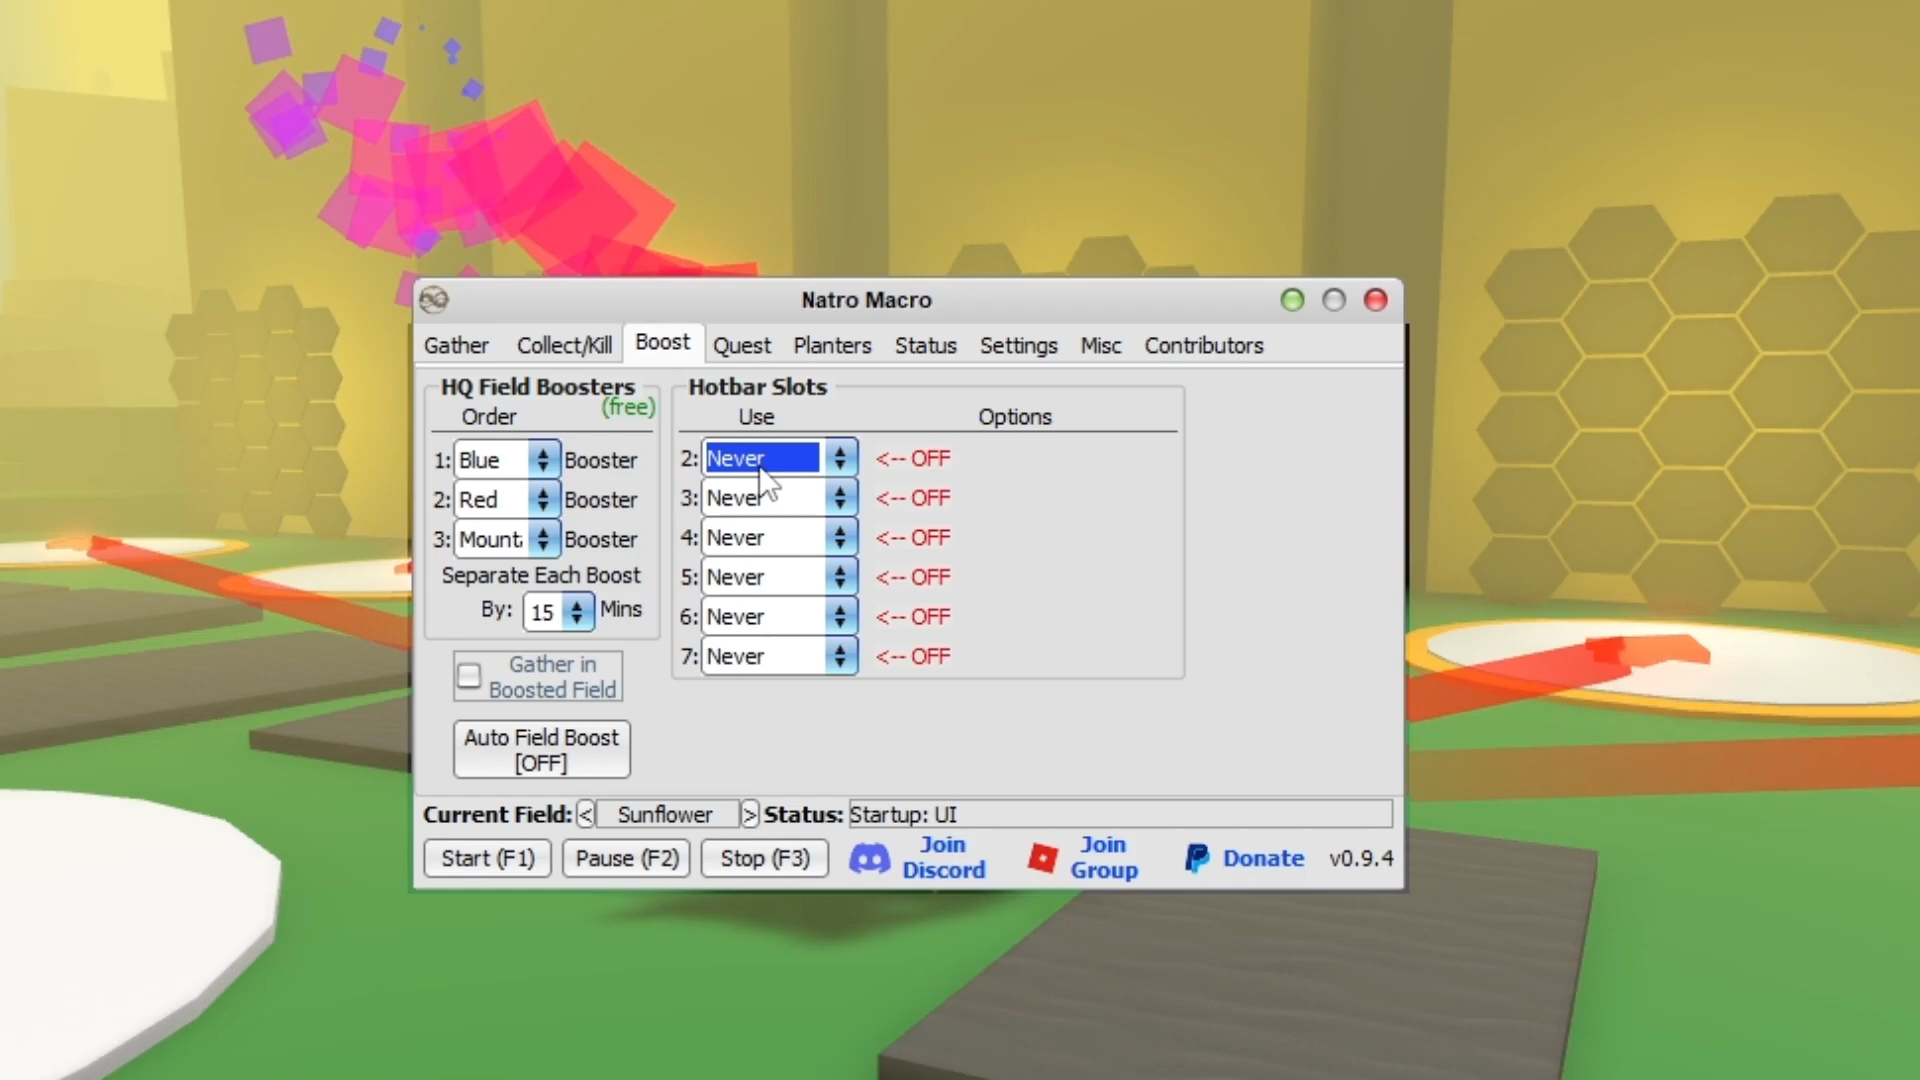 Natro Macro
Gather Collect/Kill Boost Quest Planters Status Settings Misc Contributors
HQ Field Boosters
(free)
Order
1: Blue Booster
2: Red Booster
3: Mount Booster
Separate Each Boost
By: 15 Mins
Gather in
Boosted Field
Auto Field Boost
[OFF]
Hotbar Slots
Use Options
2: Never <-- OFF
3: Never <-- OFF
4: Never <-- OFF
5: Never <-- OFF
6: Never <-- OFF
7: Never <-- OFF
Current Field: < Sunflower > Status: Startup: UI
Start (F1) Pause (F2) Stop (F3) Join Discord Join Group Donate v0.9.4